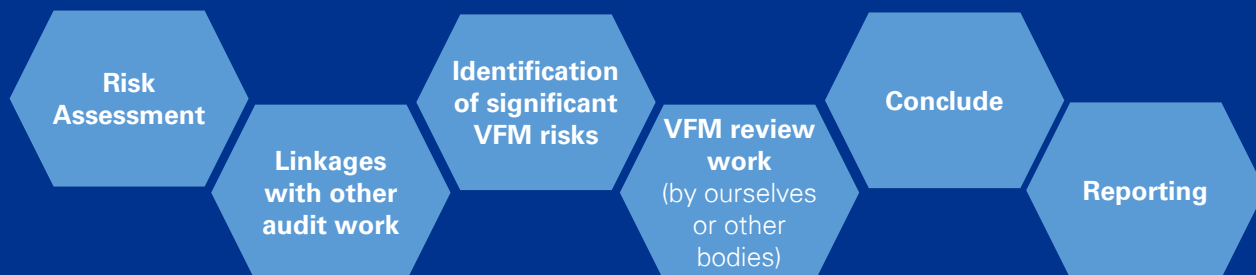 Risk
Assessment
Linkages
with other
audit work
Identification
of significant
VFM risks
VFM review
work
(by ourselves
or other
bodies)
Conclude
Reporting